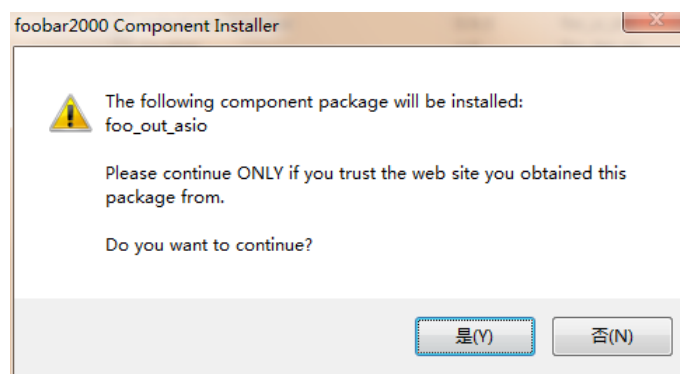 foobar2000 Component Installer
The following component package will be installed:
foo_out_asio
Please continue ONLY if you trust the web site you obtained this
package from.
Do you want to continue?
是(Y)
否(N)